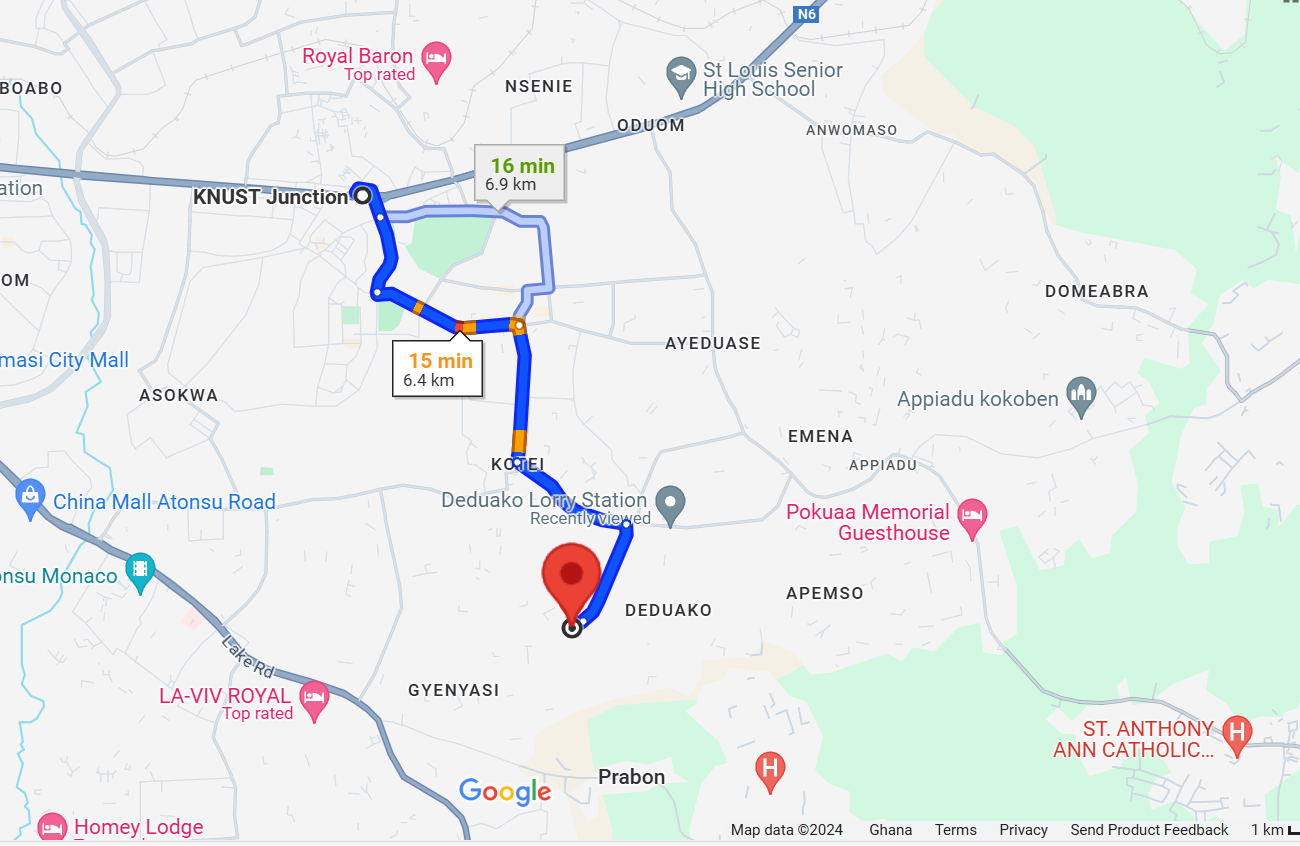 N6
Royal Baron
Top rated
St Louis Senior
High School
BOABO
NSENIE
ODUOM
ANWOMASO
16 min
6.9 km
ation
KNUST Junction
OM
DOMEABRA
AYEDUASE
masi City Mall
15 min
6.4 km
ASOKWA
Appiadu kokoben
EMENA
KOTEI
APPIADU
China Mall Atonsu Road
Deduako Lorry Station
Recently viewed
Pokuaa Memorial
Guesthouse
onsu Monaco
APEMSO
DEDUAKO
Lake Rd
GYENYASI
LA-VIV ROYAL
Top rated
ST. ANTHONY
ANN CATHOLIC...
H
H
Prabon
Google
Homey Lodge
Map data ©2024 Ghana Terms Privacy Send Product Feedback 1 km